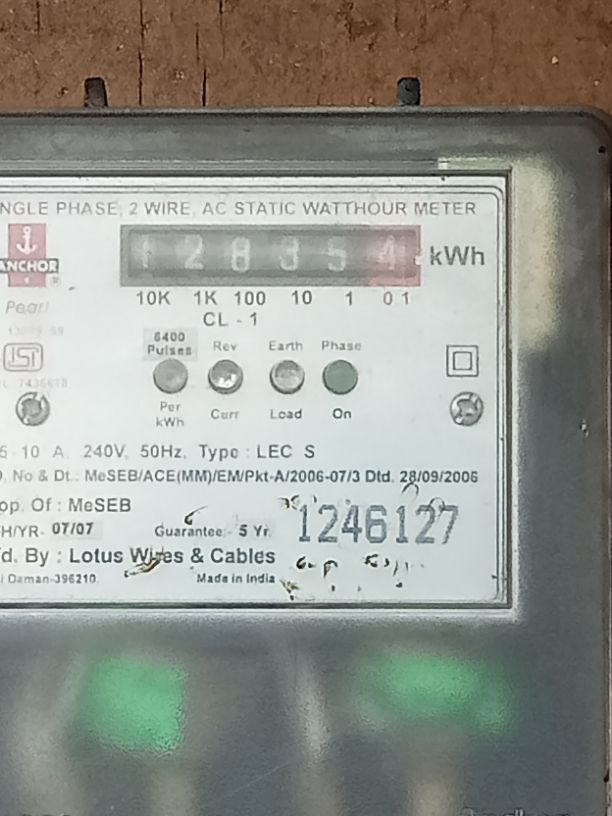 NGLE PHASE, 2 WIRE, AC STATIC WATTHOUR METER
ANCHOR
®
Pearl
128354 kWh
10K 1K 100 10 1 0 1
CL - 1
6400 Pulses Per kWh
Rev Curr
Earth Load
Phase On
ISI
5-10 A, 240V, 50Hz, Type : LEC S
. No & Dt.: MeSEB/ACE(MM)/EM/Pkt-A/2006-07/3 Dtd. 28/09/2006
op. Of : MeSEB
H/YR- 07/07
Guarantee:- 5 Yr.
1246127
d. By : Lotus Wires & Cables
i Daman-396210.
Made in India